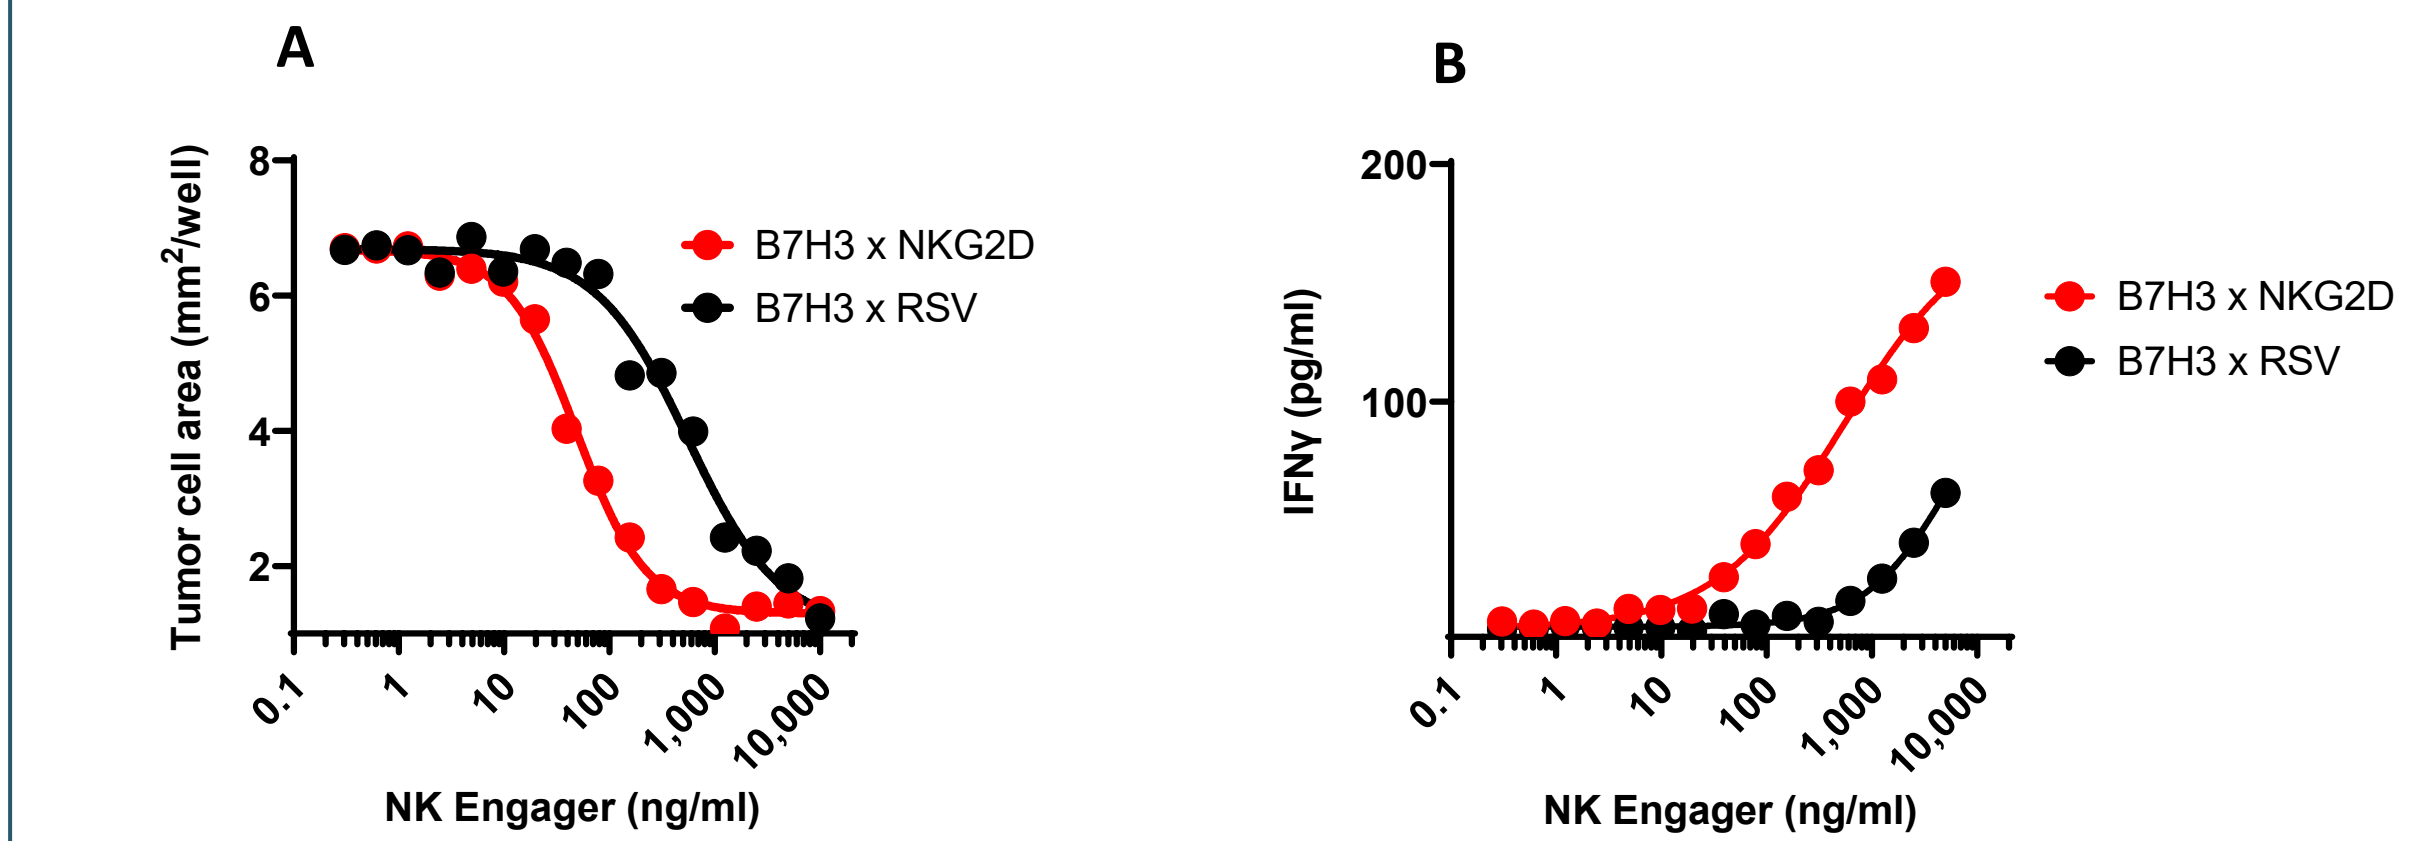 A
Tumor cell area (mm²/well)
8
6
4
2
0.1
1
10
100
1,000
10,000
NK Engager (ng/ml)
B7H3 x NKG2D
B7H3 x RSV
B
IFNγ (pg/ml)
200
100
0.1
1
10
100
1,000
10,000
NK Engager (ng/ml)
B7H3 x NKG2D
B7H3 x RSV